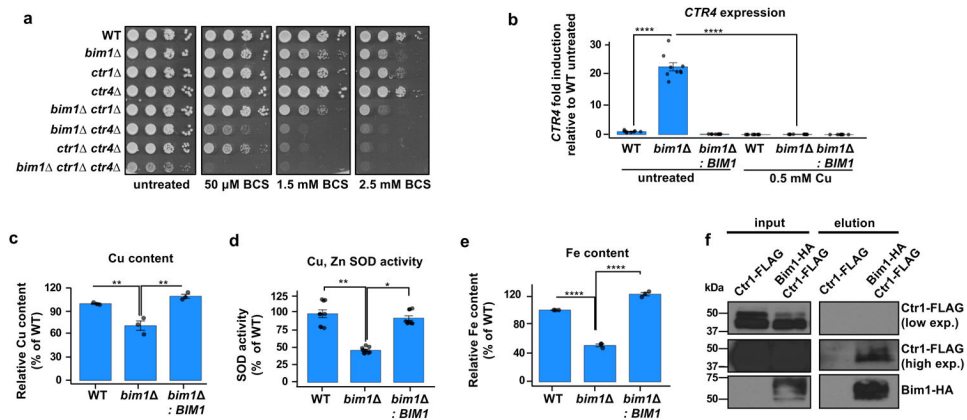 a
WT
bim1Δ
ctr1Δ
ctr4Δ
bim1Δ ctr1Δ
bim1Δ ctr4Δ
ctr1Δ ctr4Δ
bim1Δ ctr1Δ ctr4Δ
untreated
50 µM BCS
1.5 mM BCS
2.5 mM BCS
b
CTR4 expression
CTR4 fold induction
relative to WT untreated
30
20
10
0
****
****
WT
bim1Δ
bim1Δ
: BIM1
WT
bim1Δ
bim1Δ
: BIM1
untreated
0.5 mM Cu
c
Cu content
Relative Cu content
(% of WT)
120
90
60
30
0
**
**
WT
bim1Δ
bim1Δ
: BIM1
d
Cu, Zn SOD activity
SOD activity
(% of WT)
100
75
50
25
0
**
*
WT
bim1Δ
bim1Δ
: BIM1
e
Fe content
Relative Fe content
(% of WT)
120
80
40
0
****
****
WT
bim1Δ
bim1Δ
: BIM1
f
input
elution
Ctr1-FLAG
Bim1-HA
Ctr1-FLAG
Ctr1-FLAG
Bim1-HA
Ctr1-FLAG
kDa
50
37
Ctr1-FLAG
(low exp.)
50
37
Ctr1-FLAG
(high exp.)
75
50
Bim1-HA